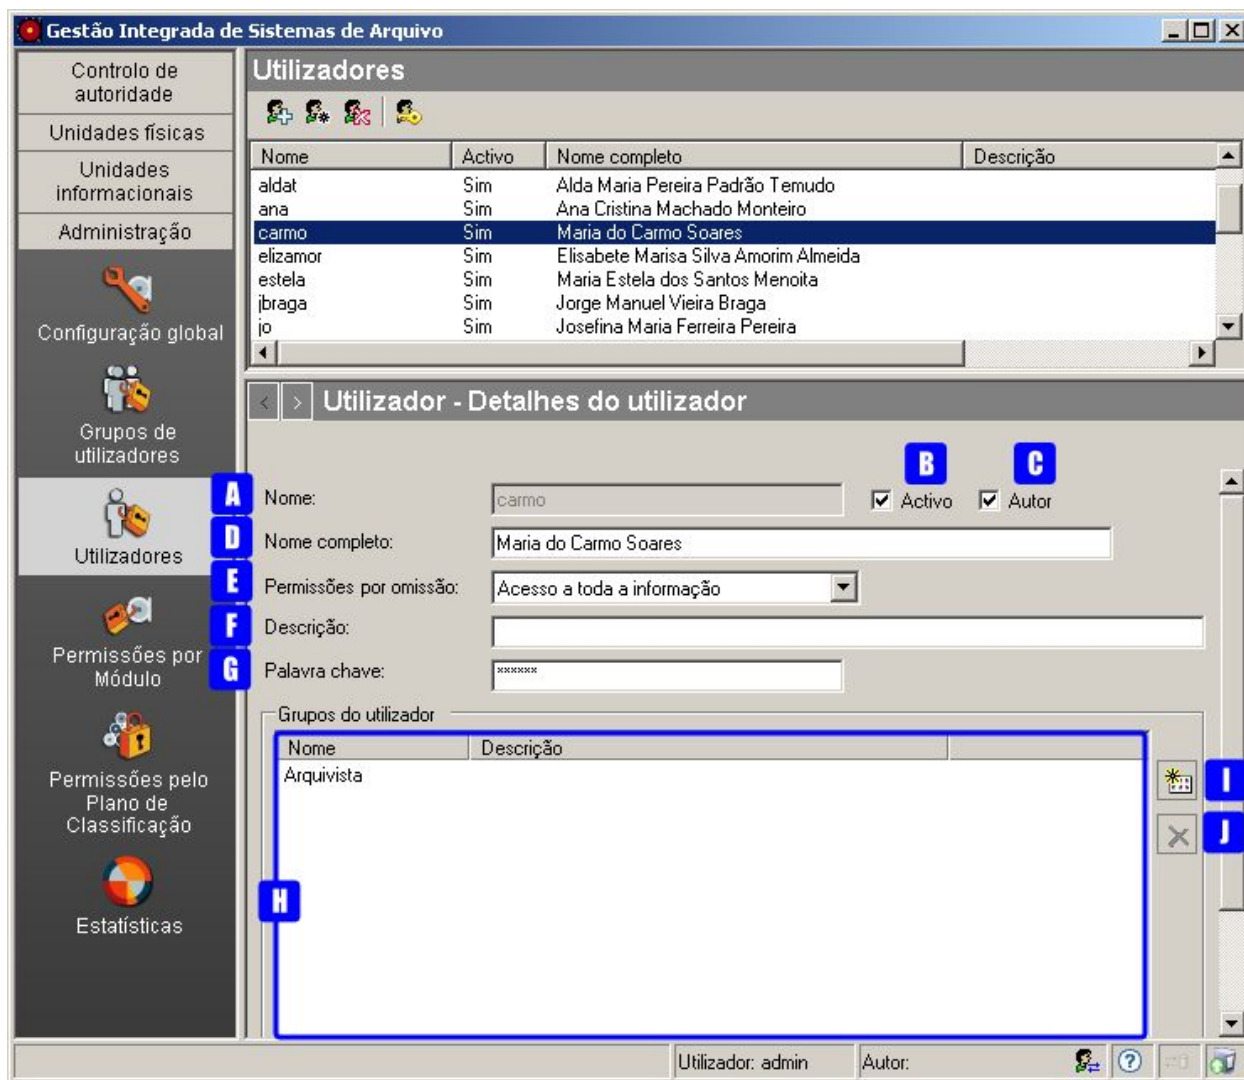 Gestão Integrada de Sistemas de Arquivo
Controlo de
autoridade
Unidades físicas
Unidades
informacionais
Administração
Configuração global
Grupos de
utilizadores
Utilizadores
Permissões por
Módulo
Permissões pelo
Plano de
Classificação
Estatísticas
Utilizadores
Nome Activo Nome completo Descrição
aldat Sim Alda Maria Pereira Padrão Temudo
ana Sim Ana Cristina Machado Monteiro
carmo Sim Maria do Carmo Soares
elizamor Sim Elisabete Marisa Silva Amorim Almeida
estela Sim Maria Estela dos Santos Menoita
jbraga Sim Jorge Manuel Vieira Braga
jo Sim Josefina Maria Ferreira Pereira
< > Utilizador - Detalhes do utilizador
B C
A Nome: carmo Activo Autor
D Nome completo: Maria do Carmo Soares
E Permissões por omissão: Acesso a toda a informação
F Descrição:
G Palavra chave: ******
Grupos do utilizador
Nome Descrição
Arquivista
I
J
H
Utilizador: admin Autor: ?